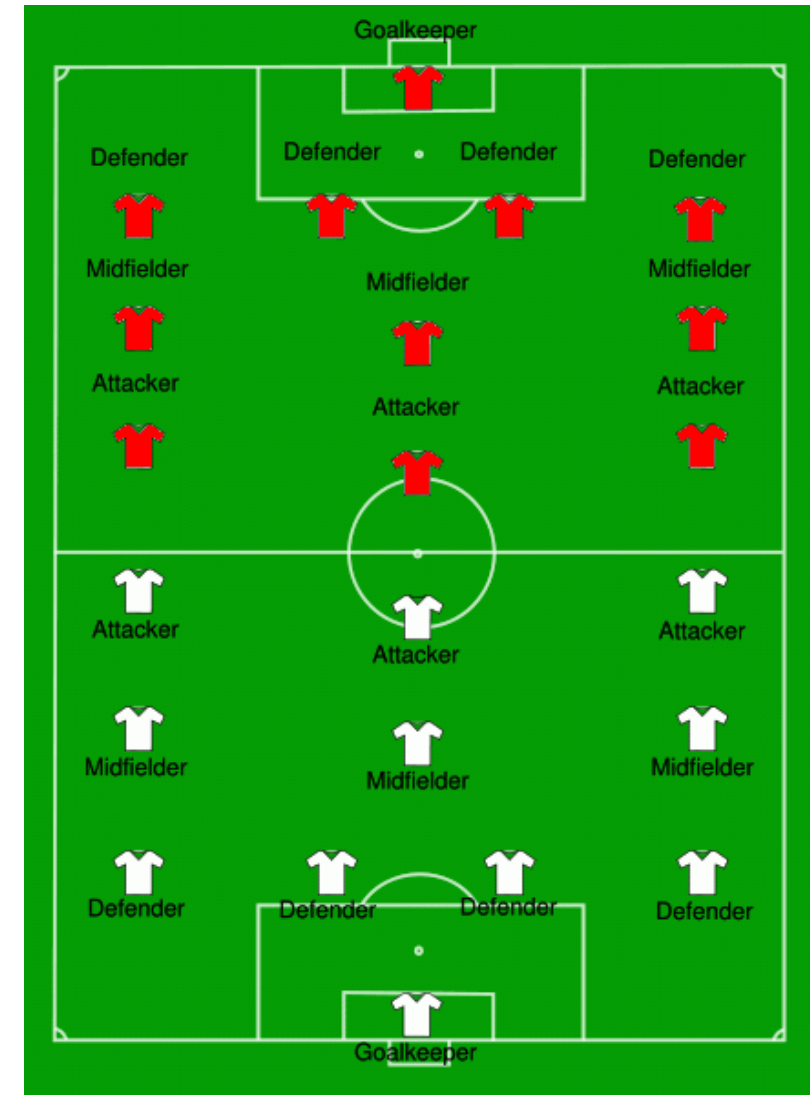 Goalkeeper
Defender Defender Defender Defender
Midfielder Midfielder Midfielder
Attacker Attacker Attacker
Attacker Attacker Attacker
Midfielder Midfielder Midfielder
Defender Defender Defender Defender
Goalkeeper